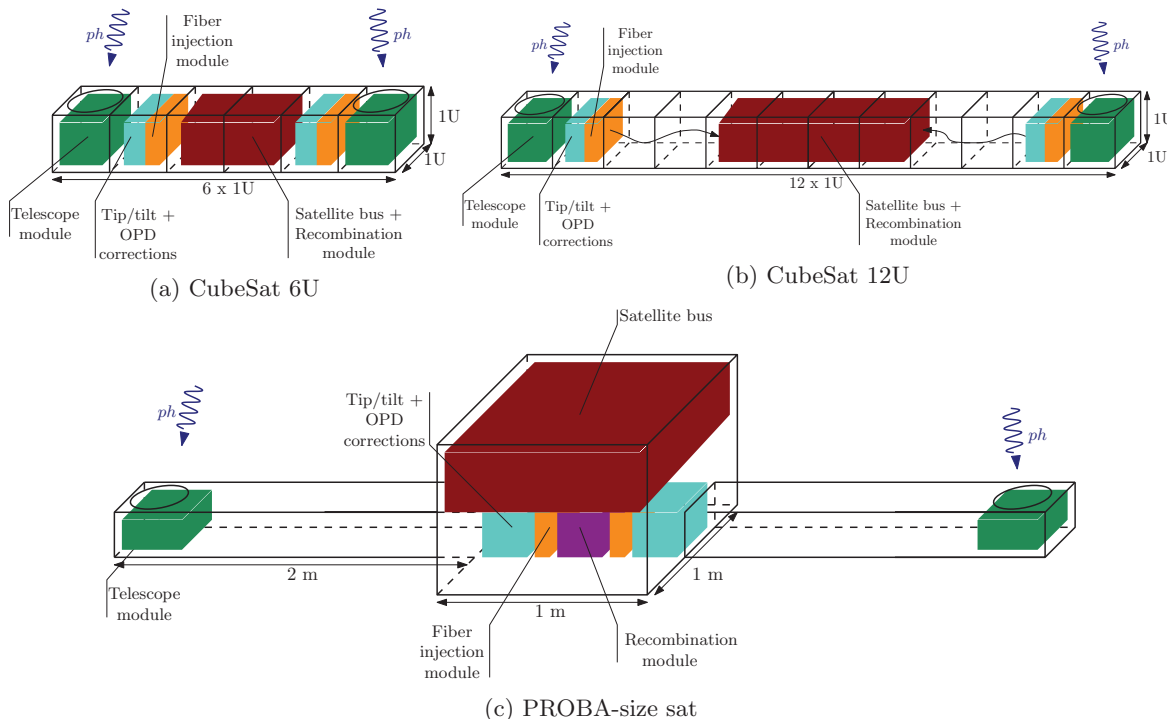 ph
Fiber
injection
module
ph
1U
1U
6 x 1U
Telescope
module
Tip/tilt +
OPD
corrections
Satellite bus +
Recombination
module
(a) CubeSat 6U
ph
Fiber
injection
module
ph
1U
1U
12 x 1U
Telescope
module
Tip/tilt +
OPD
corrections
Satellite bus +
Recombination
module
(b) CubeSat 12U
Satellite bus
ph
Tip/tilt +
OPD
corrections
ph
2 m
1 m
1 m
Telescope
module
Fiber
injection
module
Recombination
module
(c) PROBA-size sat